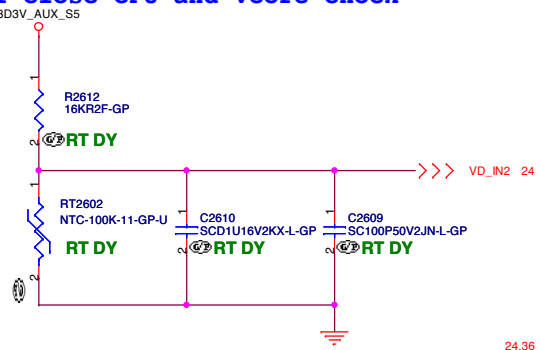 3D3V_AUX_S5
1
R2612
16KR2F-GP
2
RT DY
VD_IN2 24
1
RT2602
NTC-100K-11-GP-U
RT DY
2
1
C2610
SCD1U16V2KX-L-GP
2
RT DY
1
C2609
SC100P50V2JN-L-GP
2
RT DY
24.36